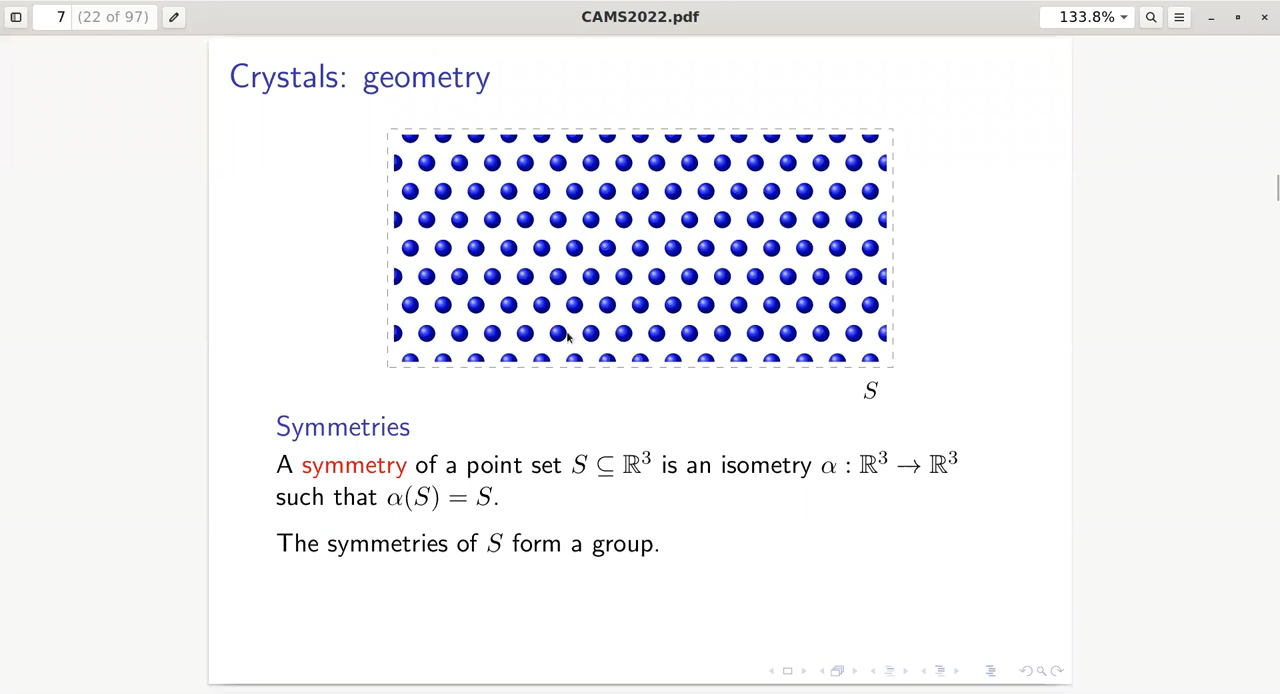 7 (22 of 97)
CAMS2022.pdf
133.8%
Crystals: geometry
S
Symmetries
A symmetry of a point set S ⊆ ℝ³ is an isometry α : ℝ³ → ℝ³
such that α(S) = S.
The symmetries of S form a group.